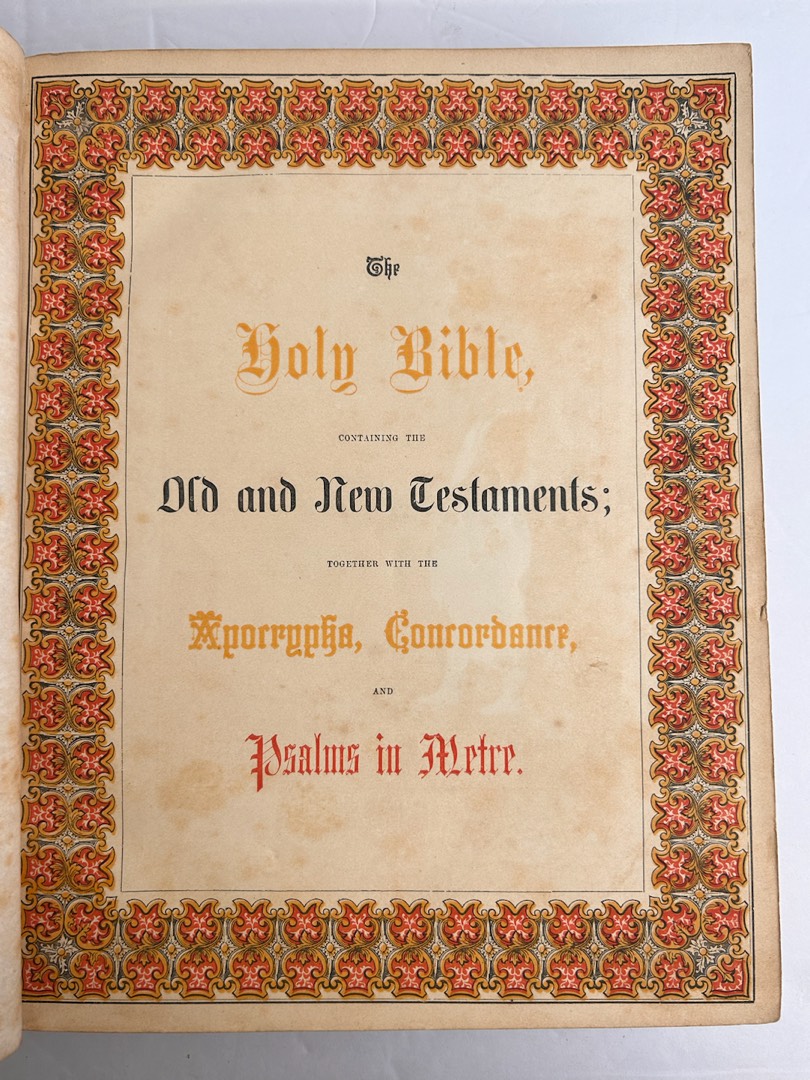 The
Holy Bible,
CONTAINING THE
Old and New Testaments;
TOGETHER WITH THE
Apocrypha, Concordance,
AND
Psalms in Metre.